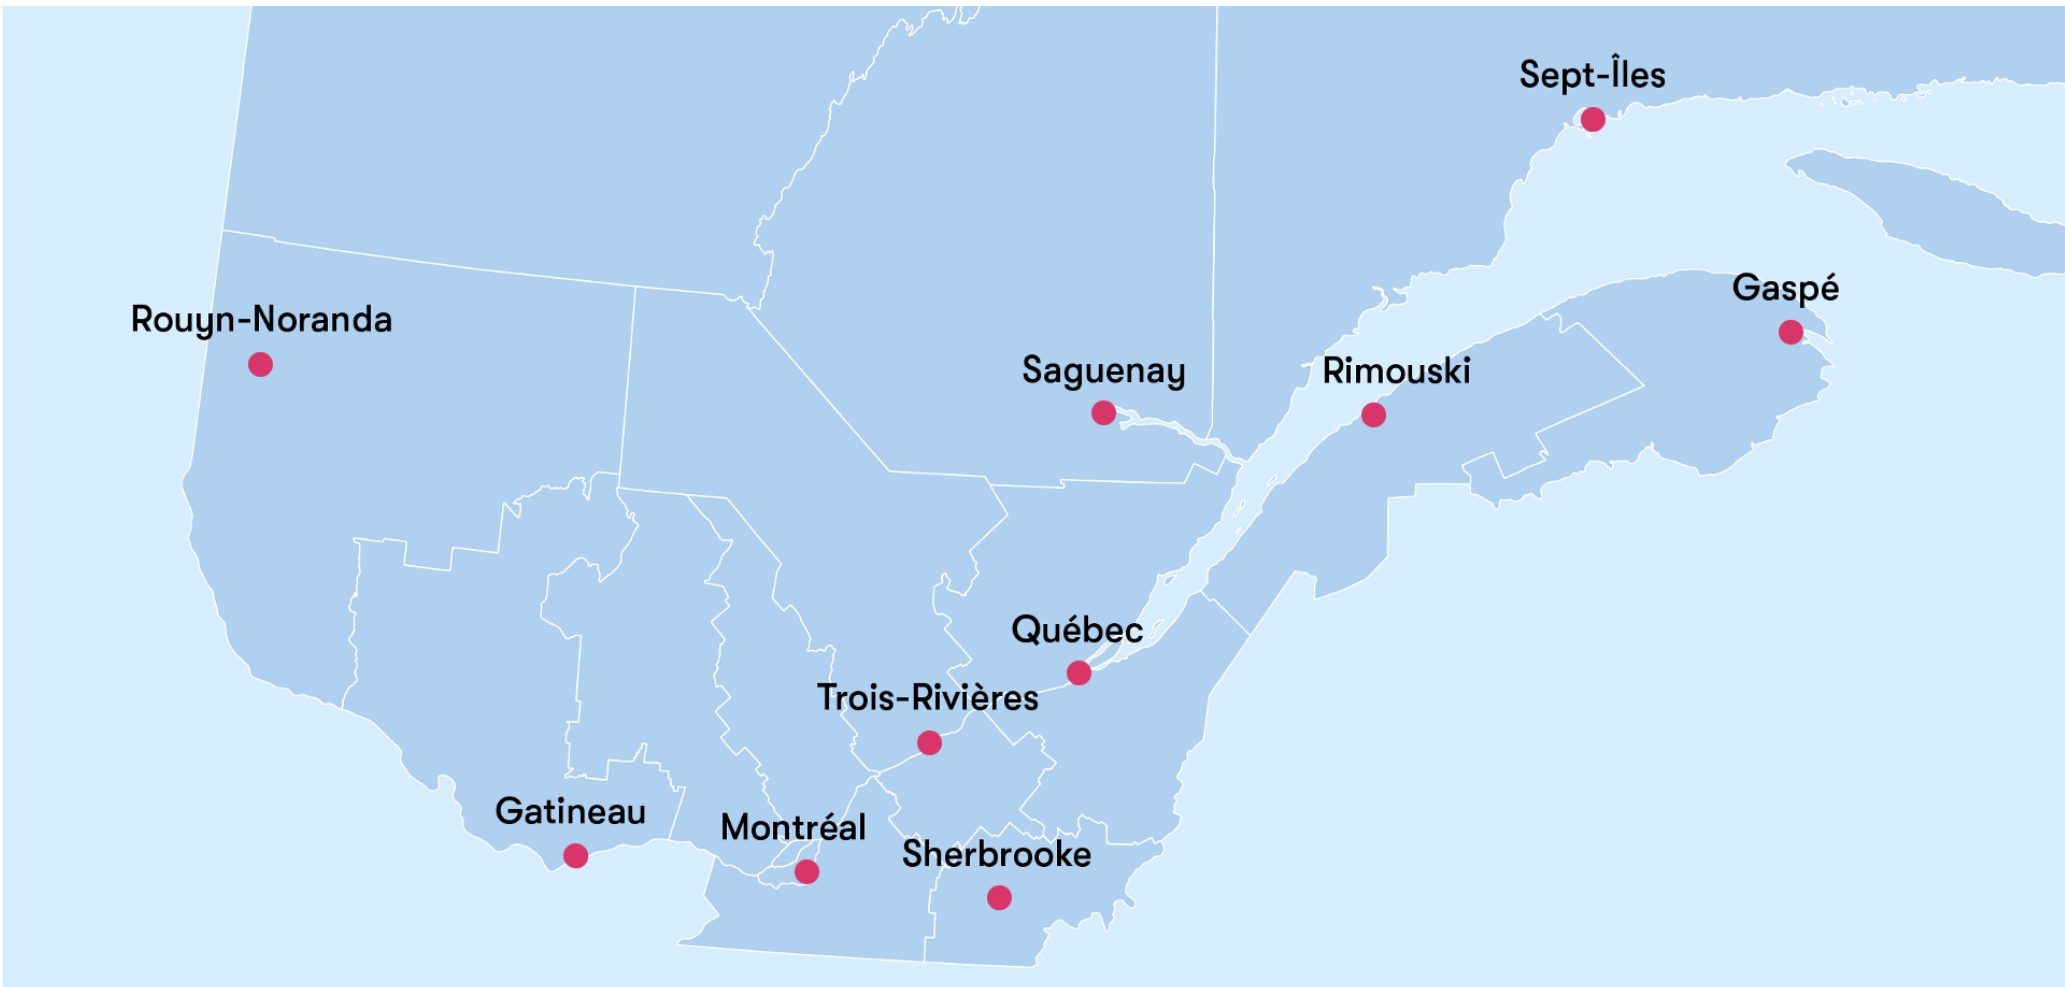 Sept-Îles
Gaspé
Rouyn-Noranda
Saguenay
Rimouski
Québec
Trois-Rivières
Gatineau
Montréal
Sherbrooke